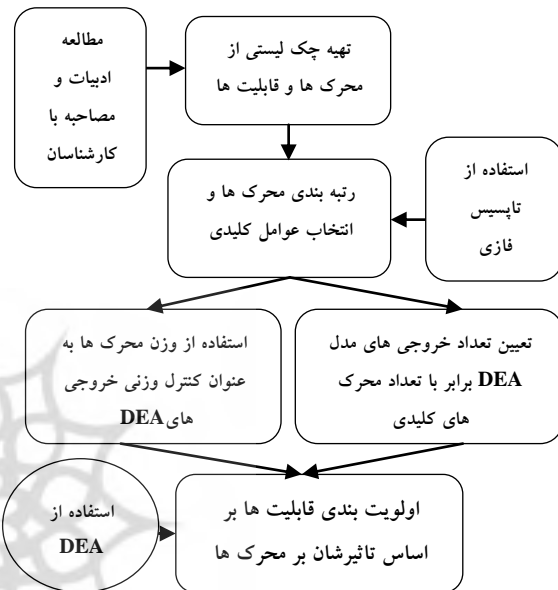 مطالعه
ادبیات و
مصاحبه با
کارشناسان
تهیه چک لیستی از
محرک ها و قابلیت ها
رتبه بندی محرک ها و
انتخاب عوامل کلیدی
استفاده از
تاپسیس
فازی
تعیین تعداد خروجی های مدل
DEA برابر با تعداد محرک
های کلیدی
استفاده از وزن محرک ها به
عنوان کنترل وزنی خروجی
های DEA
اولویت بندی قابلیت ها بر
اساس تاثیرشان بر محرک ها
استفاده از
DEA